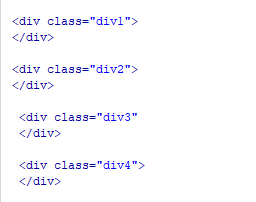 <div class="div1">
</div>
<div class="div2">
</div>
<div class="div3"
</div>
<div class="div4">
</div>